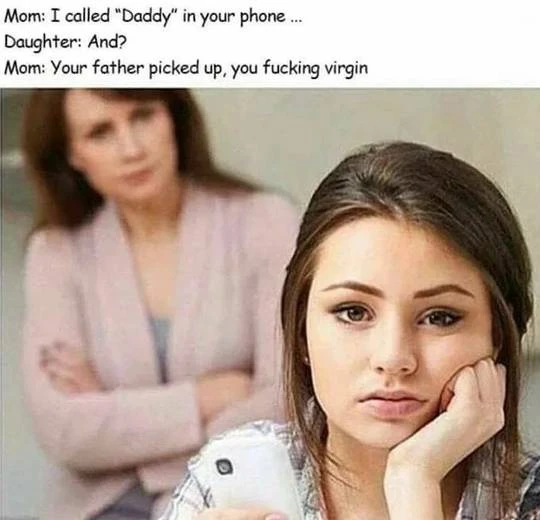 Mom: I called "Daddy" in your phone ...
Daughter: And?
Mom: Your father picked up, you fucking virgin